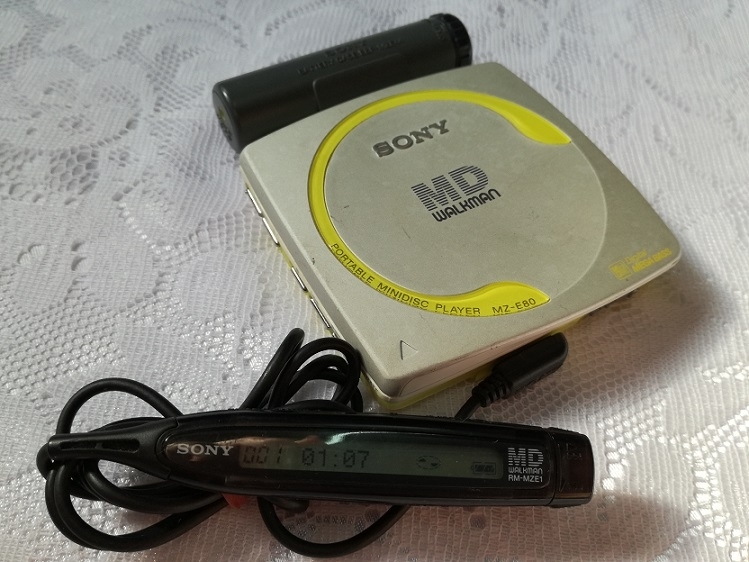 SONY
MD
WALKMAN
PORTABLE MINIDISC PLAYER MZ-E80
SONY
001 01:07
MD
WALKMAN
RM-MZE1